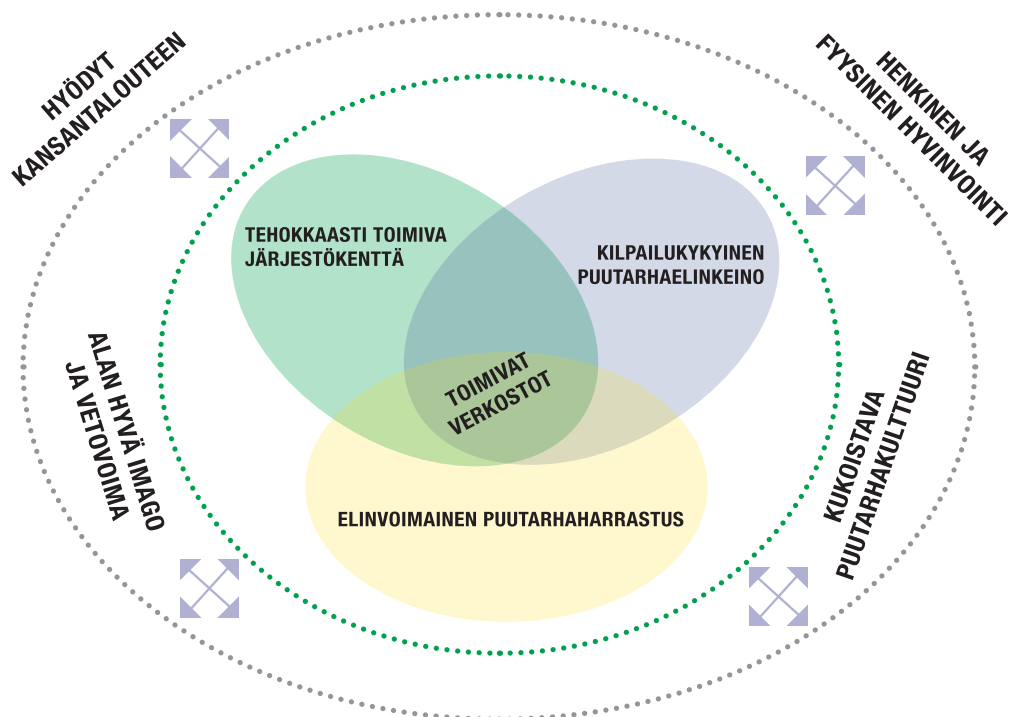 HYÖDYT
KANSANTALOUTEEN
HENKINEN JA
FYYSINEN HYVINVOINTI
TEHOKKAASTI TOIMIVA
JÄRJESTÖKENTTÄ
KILPAILUKYKYINEN
PUUTARHAELINKEINO
TOIMIVAT
VERKOSTOT
ALAN HYVÄ IMAGO
JA VETOVOIMA
KUKOISTAVA
PUUTARHAKULTTUURI
ELINVOIMAINEN PUUTARHAHARRASTUS